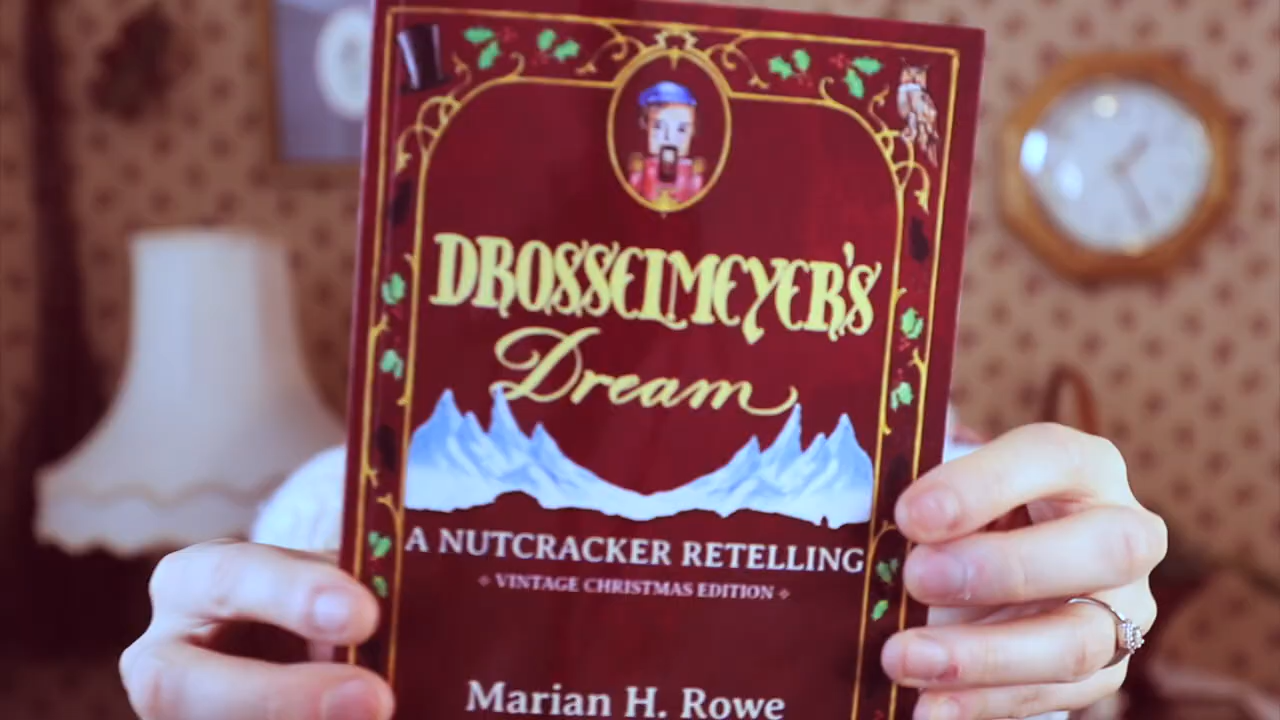 DROSSELMEYER'S
Dream
A NUTCRACKER RETELLING
VINTAGE CHRISTMAS EDITION
Marian H. Rowe